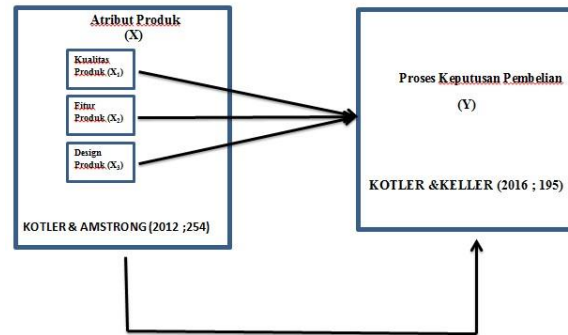 Atribut Produk
(X)
Kualitas
Produk (X₁)
Fitur
Produk (X₂)
Design
Produk (X₃)
KOTLER & AMSTRONG (2012 ;254)
Proses Keputusan Pembelian
(Y)
KOTLER &KELLER (2016 ; 195)